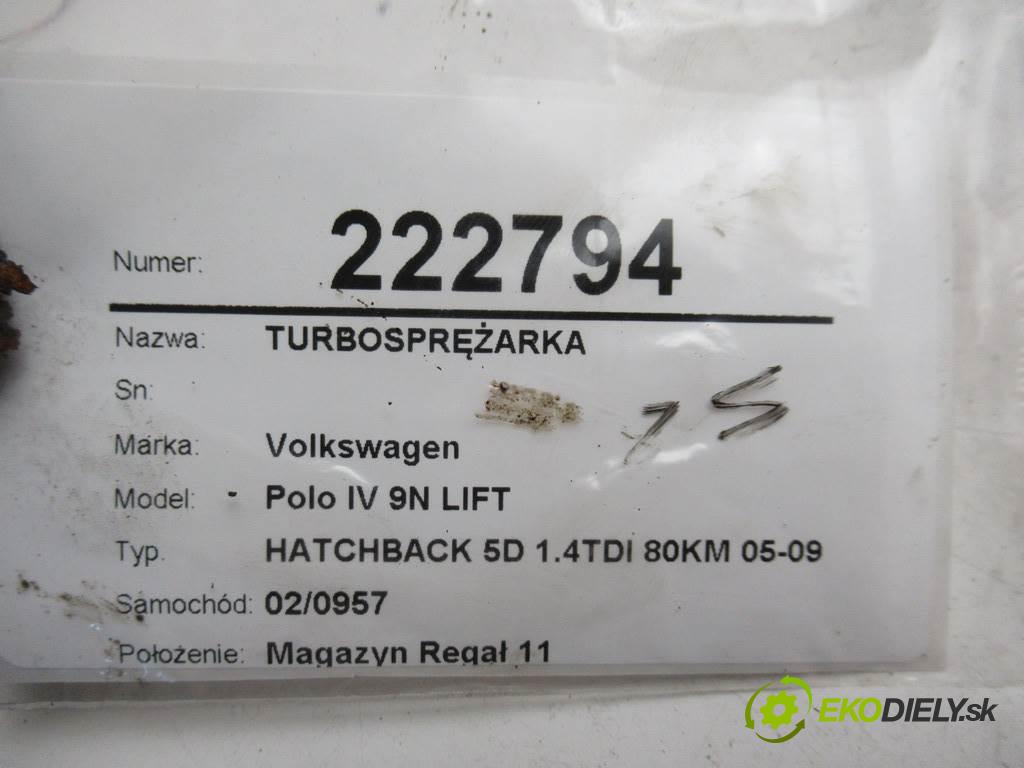 Numer: 222794
Nazwa: TURBOSPRĘŻARKA
Sn:
15
Marka: Volkswagen
Model: Polo IV 9N LIFT
Typ. HATCHBACK 5D 1.4TDI 80KM 05-09
Samochód: 02/0957
Położenie: Magazyn Regał 11
EKODIELY.sk